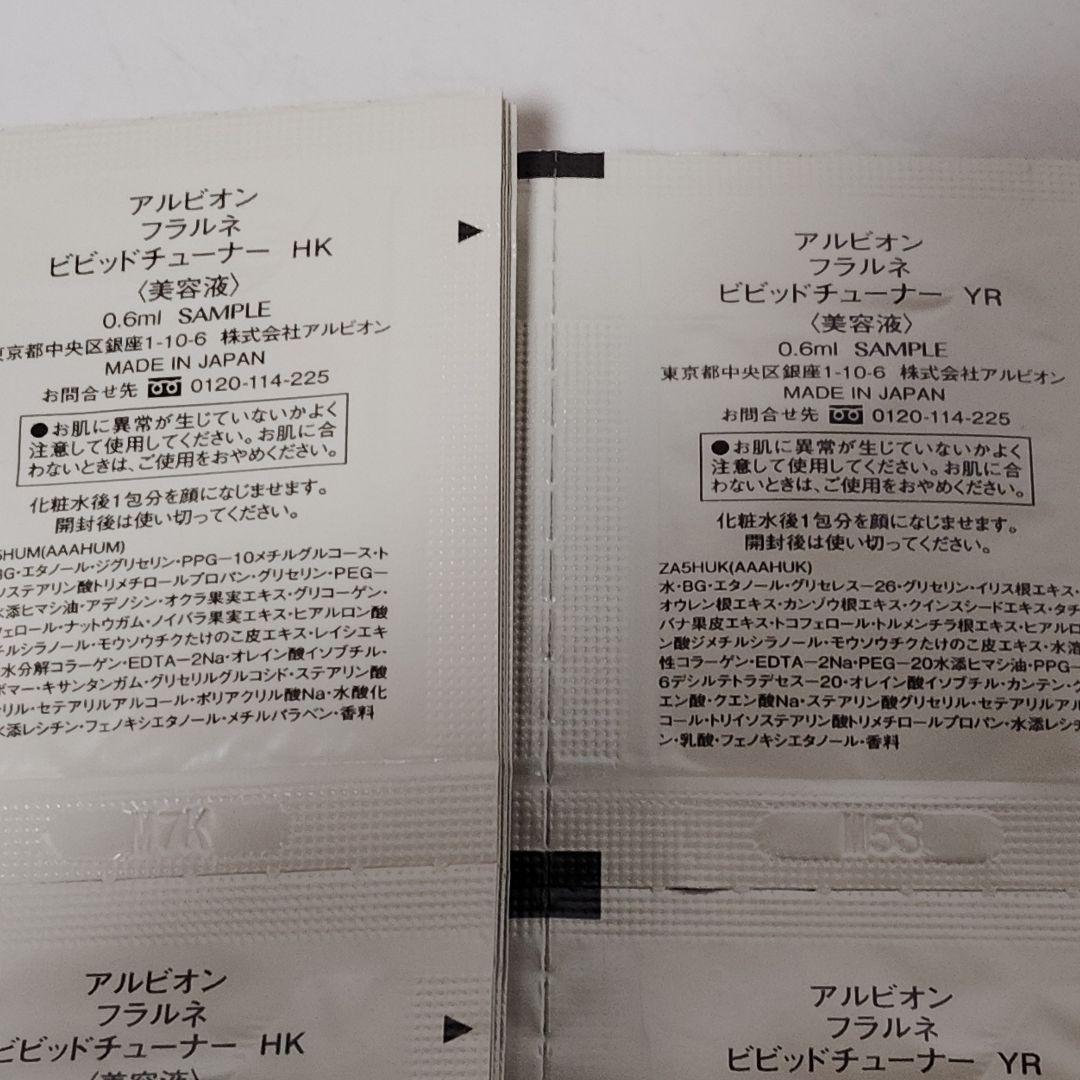 アルビオン
フラルネ
ビビッドチューナー HK
〈美容液〉
0.6ml SAMPLE
京都中央区銀座1-10-6 株式会社アルビオン
MADE IN JAPAN
お問合せ先 0120-114-225
●お肌に異常が生じていないかよく
注意して使用してください。お肌に合
わないときは、ご使用をおやめください。
化粧水後1包分を顔になじませます。
開封後は使い切ってください。
HUM(AAAHUM)
BG・エタノール・ジグリセリン・PPG－10メチルグルコース・ト
ソステアリン酸トリメチロールプロパン・グリセリン・PEG－
水添ヒマシ油・アデノシン・オクラ果実エキス・グリコーゲン・
フェロール・ナットウガム・ノイバラ果実エキス・ヒアルロン酸
チルシラノール・モウソウチクたけのこ皮エキス・レイシエキ
水分解コラーゲン・EDTA－2Na・オレイン酸イソブチル・
ボマー・キサンタンガム・グリセリルグルコシド・ステアリン酸
セリル・セテアリルアルコール・ポリアクリル酸Na・水酸化
水添レシチン・フェノキシエタノール・メチルパラベン・香料
M7K
アルビオン
フラルネ
ビビッドチューナー HK
〈美容液〉
アルビオン
フラルネ
ビビッドチューナー YR
〈美容液〉
0.6ml SAMPLE
東京都中央区銀座1-10-6 株式会社アルビオン
MADE IN JAPAN
お問合せ先 0120-114-225
●お肌に異常が生じていないかよく
注意して使用してください。お肌に合
わないときは、ご使用をおやめください。
化粧水後1包分を顔になじませます。
開封後は使い切ってください。
ZA5HUK(AAAHUK)
水・BG・エタノール・グリセレス－26・グリセリン・イリス根エキス・
オウレン根エキス・カンゾウ根エキス・クインスシードエキス・タチ
バナ果皮エキス・トコフェロール・トルメンチラ根エキス・ヒアルロ
ン酸ジメチルシラノール・モウソウチクたけのこ皮エキス・水溶
性コラーゲン・EDTA－2Na・PEG－20水添ヒマシ油・PPG－
6デシルテトラデセス－20・オレイン酸イソブチル・カンテン・ク
エン酸・クエン酸Na・ステアリン酸グリセリル・セテアリルアル
コール・トリイソステアリン酸トリメチロールプロパン・水添レシチ
ン・乳酸・フェノキシエタノール・香料
M5S
アルビオン
フラルネ
ビビッドチューナー YR